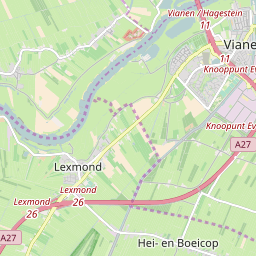 Vianen / Hagestein
11
Viane
11
Knooppunt Ev
Knooppunt Ev
A27
Lexmond
Lexmond
26
Lexmond
26
A27
Hei- en Boeicop